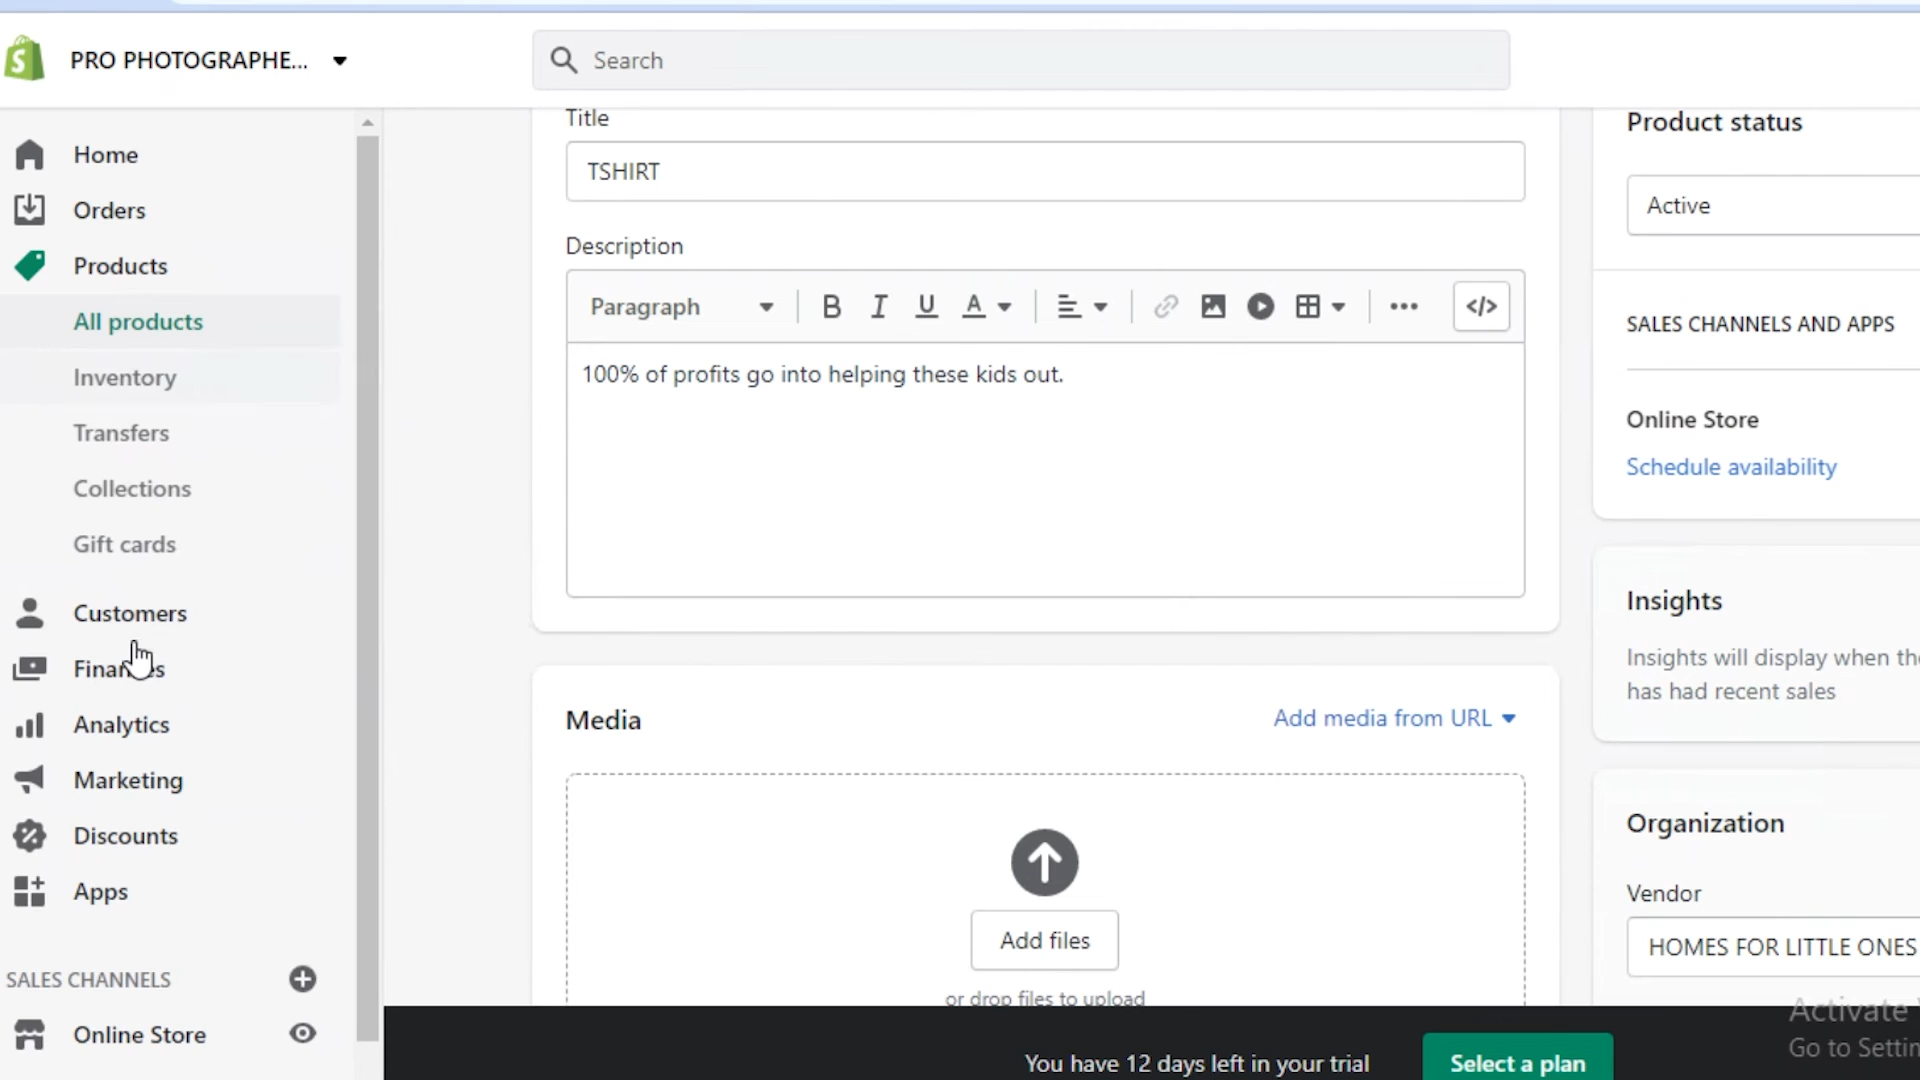 PRO PHOTOGRAPHE...
Search
Home
Orders
Products
All products
Inventory
Transfers
Collections
Gift cards
Customers
Finances
Analytics
Marketing
Discounts
Apps
SALES CHANNELS
Online Store
Title
TSHIRT
Description
Paragraph
B I U A
</>
100% of profits go into helping these kids out.
Media
Add media from URL
Add files
or drop files to upload
Product status
Active
SALES CHANNELS AND APPS
Online Store
Schedule availability
Insights
Insights will display when the
has had recent sales
Organization
Vendor
HOMES FOR LITTLE ONES
You have 12 days left in your trial
Select a plan
Activate
Go to Settin